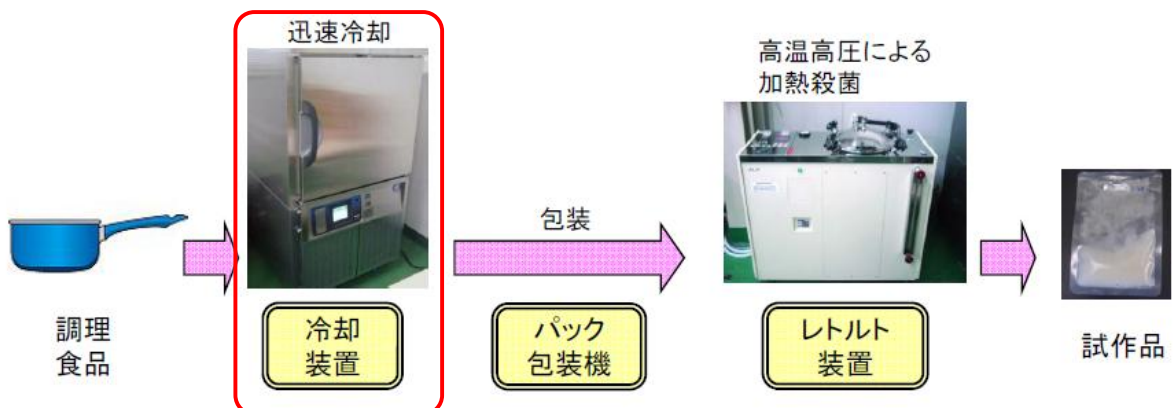 迅速冷却
高温高圧による
加熱殺菌
包装
調理
食品
冷却
装置
パック
包装機
レトルト
装置
試作品